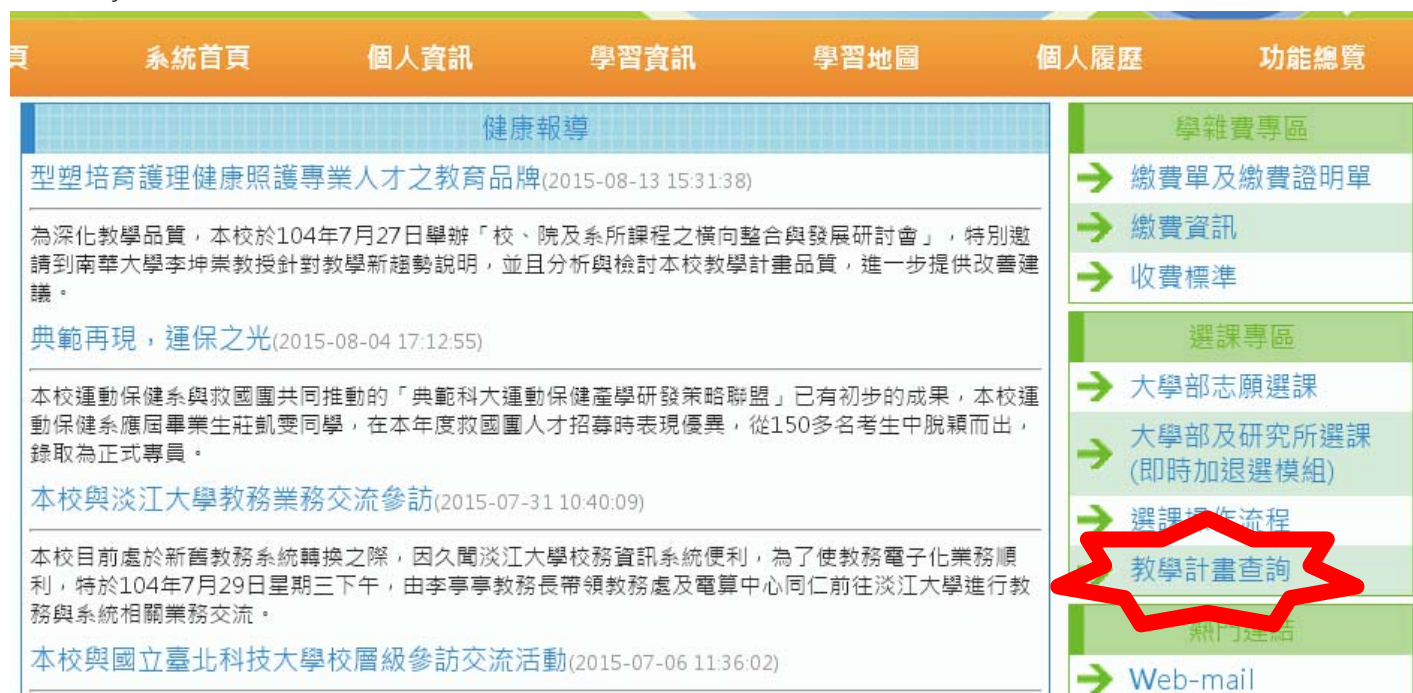 頁 系統首頁 個人資訊 學習資訊 學習地圖 個人履歷 功能總覽
健康報導
型塑培育護理健康照護專業人才之教育品牌(2015-08-13 15:31:38)
為深化教學品質，本校於104年7月27日舉辦「校、院及系所課程之橫向整合與發展研討會」，特別邀
請到南華大學李坤崇教授針對教學新趨勢說明，並且分析與檢討本校教學計畫品質，進一步提供改善建
議。
典範再現，運保之光(2015-08-04 17:12:55)
本校運動保健系與救國團共同推動的「典範科大運動保健產學研發策略聯盟」已有初步的成果，本校運
動保健系應屆畢業生莊凱雯同學，在本年度救國團人才招募時表現優異，從150多名考生中脫穎而出，
錄取為正式專員。
本校與淡江大學教務業務交流參訪(2015-07-31 10:40:09)
本校目前處於新舊教務系統轉換之際，因久聞淡江大學校務資訊系統便利，為了使教務電子化業務順
利，特於104年7月29日星期三下午，由李亭亭教務長帶領教務處及電算中心同仁前往淡江大學進行教
務與系統相關業務交流。
本校與國立臺北科技大學校層級參訪交流活動(2015-07-06 11:36:02)
學雜費專區
繳費單及繳費證明單
繳費資訊
收費標準
選課專區
大學部志願選課
大學部及研究所選課
(即時加退選模組)
選課操作流程
教學計畫查詢
熱門連結
Web-mail